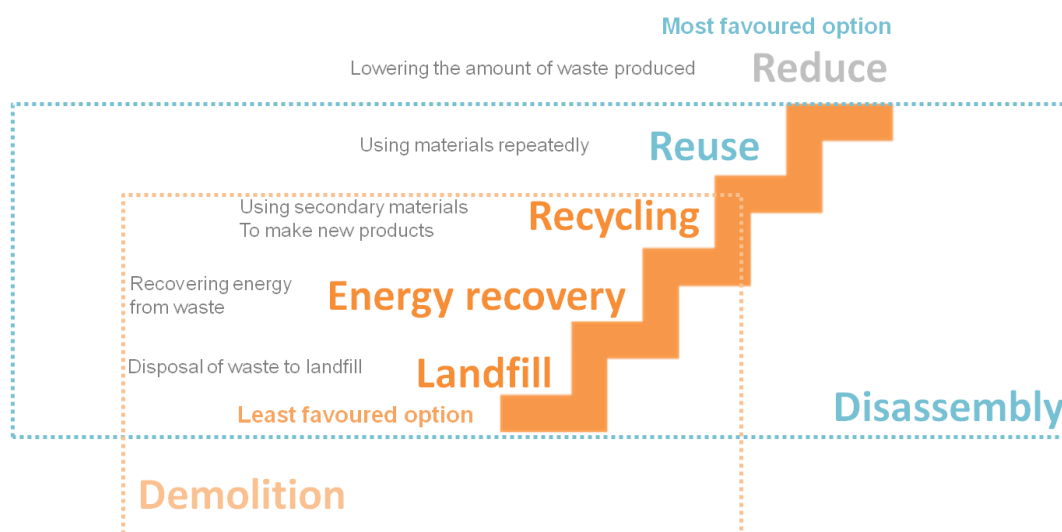 Most favoured option
Lowering the amount of waste produced
Reduce
Using materials repeatedly
Reuse
Using secondary materials
To make new products
Recycling
Recovering energy
from waste
Energy recovery
Disposal of waste to landfill
Landfill
Least favoured option
Disassembly
Demolition